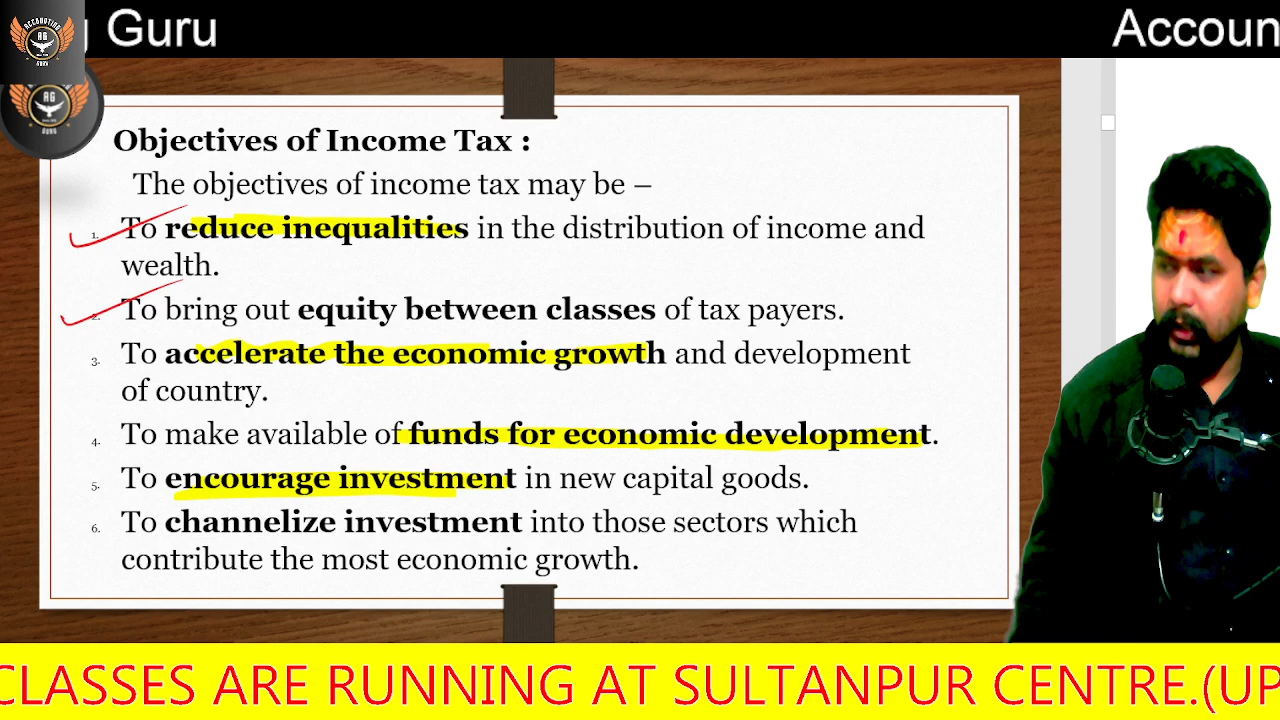 Guru
Accoun
AG
AG
Objectives of Income Tax :
The objectives of income tax may be –
1. To reduce inequalities in the distribution of income and
wealth.
2. To bring out equity between classes of tax payers.
3. To accelerate the economic growth and development
of country.
4. To make available of funds for economic development.
5. To encourage investment in new capital goods.
6. To channelize investment into those sectors which
contribute the most economic growth.
CLASSES ARE RUNNING AT SULTANPUR CENTRE.(UP